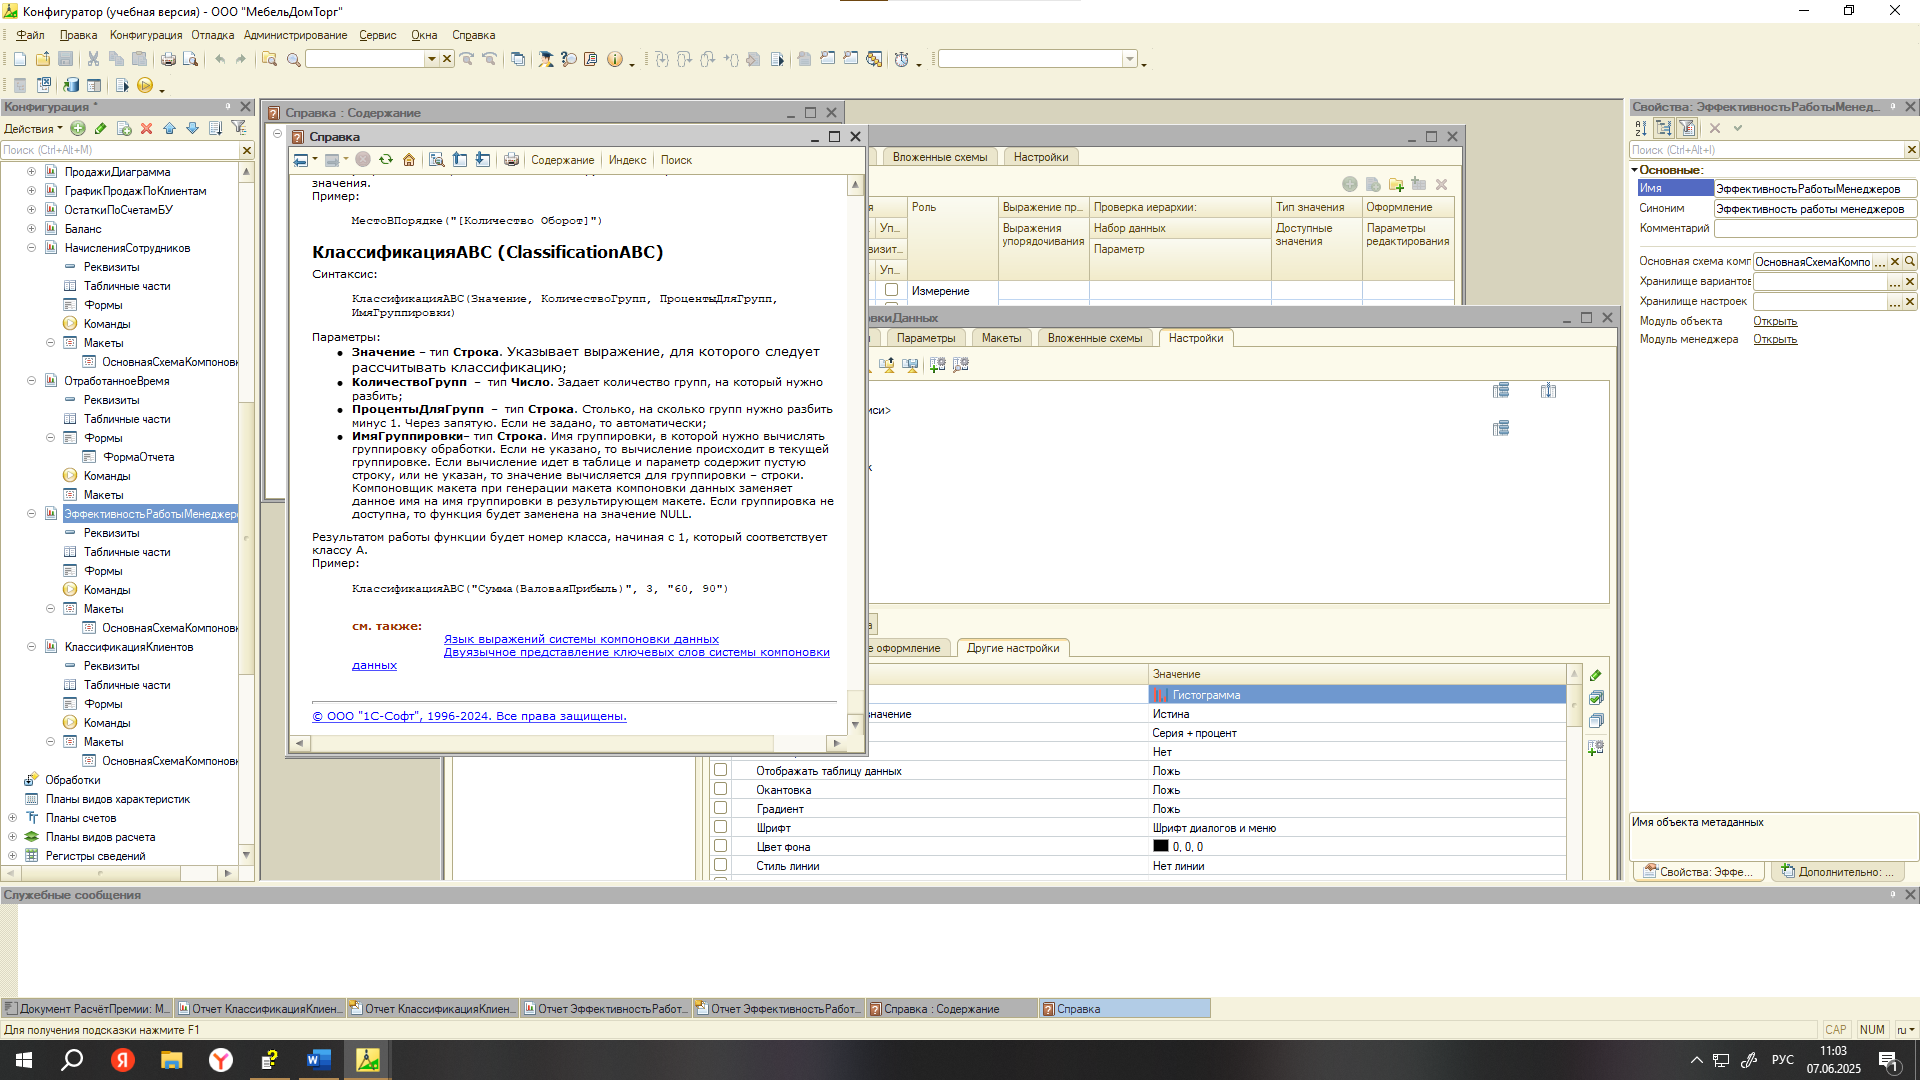 Конфигуратор (учебная версия) - ООО "МебельДомТорг"
Файл Правка Конфигурация Отладка Администрирование Сервис Окна Справка
Конфигурация *
Действия
Поиск (Ctrl+Alt+M)
ПродажиДиаграмма
ГрафикПродажПоКлиентам
ОстаткиПоСчетамБУ
Баланс
НачисленияСотрудников
Реквизиты
Табличные части
Формы
Команды
Макеты
ОсновнаяСхемаКомпонов
ОтработанноеВремя
Реквизиты
Табличные части
Формы
ФормаОтчета
Команды
Макеты
ЭффективностьРаботыМенеджеро
Реквизиты
Табличные части
Формы
Команды
Макеты
ОсновнаяСхемаКомпонов
КлассификацияКлиентов
Реквизиты
Табличные части
Формы
Команды
Макеты
ОсновнаяСхемаКомпонов
Обработки
Планы видов характеристик
Планы счетов
Планы видов расчета
Регистры сведений
Справка : Содержание
Справка
Содержание Индекс Поиск
значения.
Пример:
МестоВПорядке("[Количество Оборот]")
КлассификацияABC (ClassificationABC)
Синтаксис:
КлассификацияABC(Значение, КоличествоГрупп, ПроцентыДляГрупп,
ИмяГруппировки)
Параметры:
• Значение – тип Строка. Указывает выражение, для которого следует
рассчитывать классификацию;
• КоличествоГрупп – тип Число. Задает количество групп, на который нужно
разбить;
• ПроцентыДляГрупп – тип Строка. Столько, на сколько групп нужно разбить
минус 1. Через запятую. Если не задано, то автоматически;
• ИмяГруппировки– тип Строка. Имя группировки, в которой нужно вычислять
группировку обработки. Если не указано, то вычисление происходит в текущей
группировке. Если вычисление идет в таблице и параметр содержит пустую
строку, или не указан, то значение вычисляется для группировки – строки.
Компоновщик макета при генерации макета компоновки данных заменяет
данное имя на имя группировки в результирующем макете. Если группировка не
доступна, то функция будет заменена на значение NULL.
Результатом работы функции будет номер класса, начиная с 1, который соответствует
классу A.
Пример:
КлассификацияABC("Сумма(ВаловаяПрибыль)", 3, "60, 90")
см. также:
Язык выражений системы компоновки данных
Двуязычное представление ключевых слов системы компоновки
данных
© ООО "1С-Софт", 1996-2024. Все права защищены.
Вложенные схемы Настройки
Роль Выражение пр... Проверка иерархии: Тип значения Оформление
Уп... Выражения упорядочивания Набор данных Доступные значения Параметры редактирования
визит... Параметр
Уп...
Измерение
овкиДанных
Параметры Макеты Вложенные схемы Настройки
иси>
е оформление Другие настройки
Значение
Гистограмма
значение Истина
Серия + процент
Нет
Отображать таблицу данных Ложь
Окантовка Ложь
Градиент Ложь
Шрифт Шрифт диалогов и меню
Цвет фона 0, 0, 0
Стиль линии Нет линии
Свойства: ЭффективностьРаботыМенед...
Поиск (Ctrl+Alt+I)
Основные:
Имя ЭффективностьРаботыМенеджеров
Синоним Эффективность работы менеджеров
Комментарий
Основная схема комп ОсновнаяСхемаКомпо ...
Хранилище вариантов ...
Хранилище настроек ...
Модуль объекта Открыть
Модуль менеджера Открыть
Имя объекта метаданных
Свойства: Эффе... Дополнительно: ...
Служебные сообщения
Документ РасчётПремии: М... Отчет КлассификацияКлиен... Отчет КлассификацияКлиен... Отчет ЭффективностьРабот... Отчет ЭффективностьРабот... Справка : Содержание Справка
Для получения подсказки нажмите F1 CAP NUM ru
РУС 11:03
07.06.2025 1